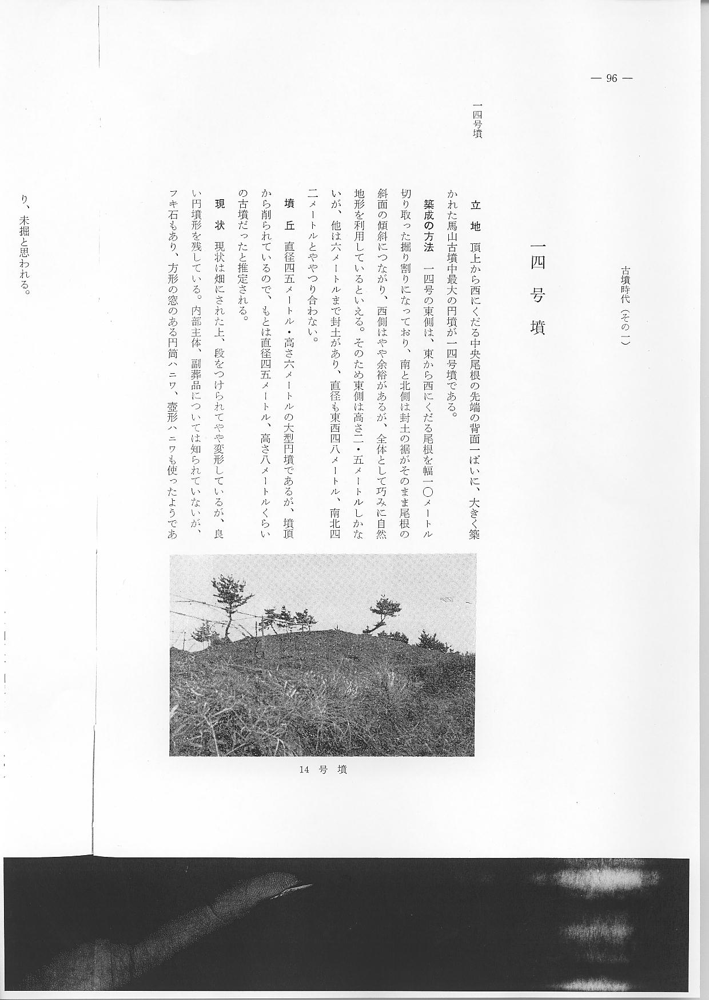 — 96 —
古墳時代（その一）
一四号墳
一四号墳
立　地　頂上から西にくだる中央尾根の先端の背面一ぱいに、大きく築
かれた馬山古墳中最大の円墳が一四号墳である。
築成の方法　一四号の東側は、東から西にくだる尾根を幅一〇メートル
切り取った掘り割りになっており、南と北側は封土の裾がそのまま尾根の
斜面の傾斜につながり、西側はやや余裕があるが、全体として巧みに自然
地形を利用しているといえる。そのため東側は高さ二・五メートルしかな
いが、他は六メートルまで封土があり、直径も東西四八メートル、南北四
二メートルとややつり合わない。
墳　丘　直径四五メートル・高さ六メートルの大型円墳であるが、墳頂
から削られているので、もとは直径四五メートル、高さ八メートルくらい
の古墳だったと推定される。
現　状　現状は畑にされた上、段をつけられてやや変形しているが、良
い円墳形を残している。内部主体、副葬品については知られていないが、
フキ石もあり、方形の窓のある円筒ハニワ、壺形ハニワも使ったようであ
14　号　墳
り、未掘と思われる。